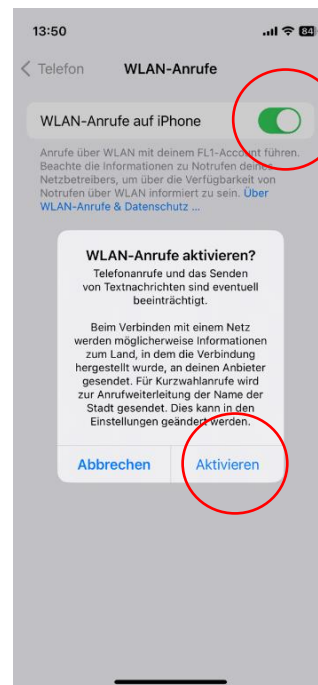 13:50
84
Telefon
WLAN-Anrufe
WLAN-Anrufe auf iPhone
Anrufe über WLAN mit deinem FL1-Account führen.
Beachte die Informationen zu Notrufen deines
Netzbetreibers, um über die Verfügbarkeit von
Notrufen über WLAN informiert zu sein. Über
WLAN-Anrufe & Datenschutz ...
WLAN-Anrufe aktivieren?
Telefonanrufe und das Senden
von Textnachrichten sind eventuell
beeinträchtigt.
Beim Verbinden mit einem Netz
werden möglicherweise Informationen
zum Land, in dem die Verbindung
hergestellt wurde, an deinen Anbieter
gesendet. Für Kurzwahlanrufe wird
zur Anrufweiterleitung der Name der
Stadt gesendet. Dies kann in den
Einstellungen geändert werden.
Abbrechen
Aktivieren